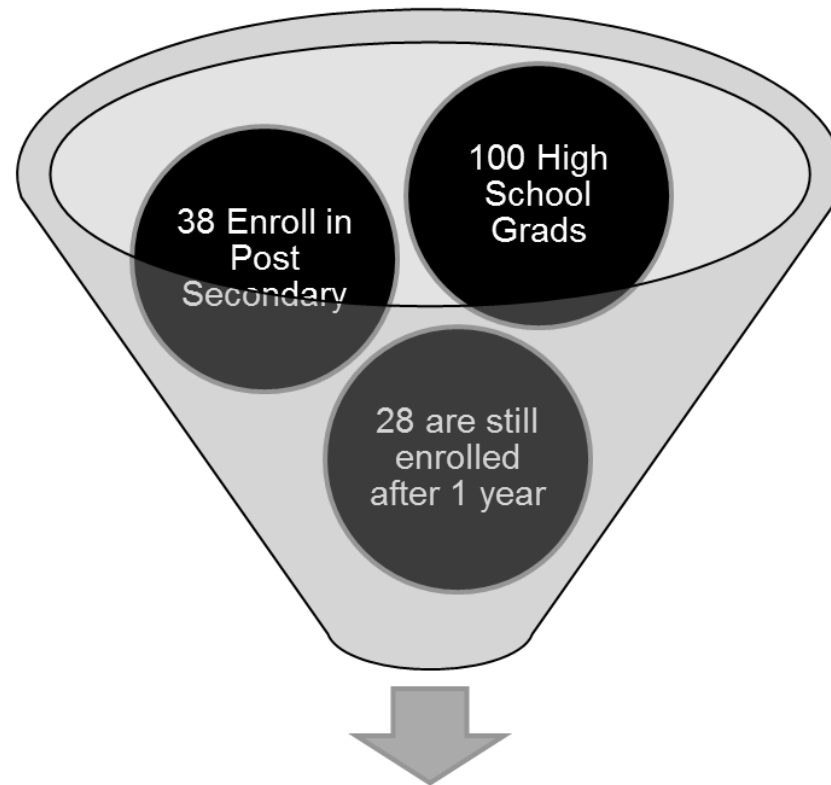 100 High
School
Grads
38 Enroll in
Post
Secondary
28 are still
enrolled
after 1 year